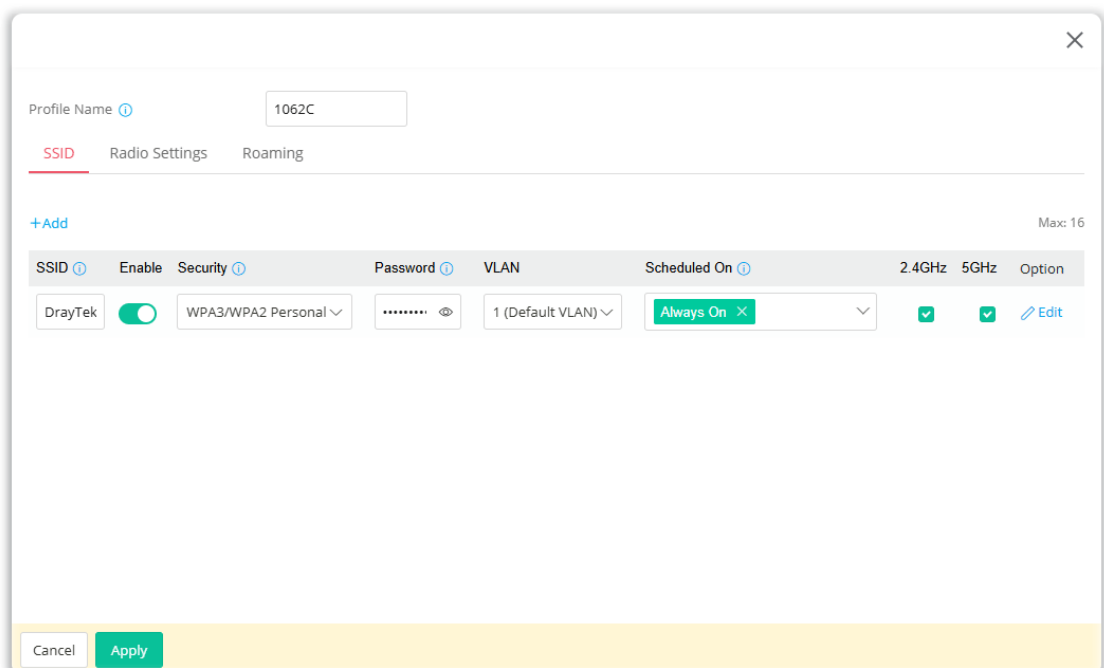 Profile Name
1062C
SSID Radio Settings Roaming
+Add Max: 16
SSID Enable Security Password VLAN Scheduled On 2.4GHz 5GHz Option
DrayTek WPA3/WPA2 Personal ········· 1 (Default VLAN) Always On × Edit
Cancel Apply